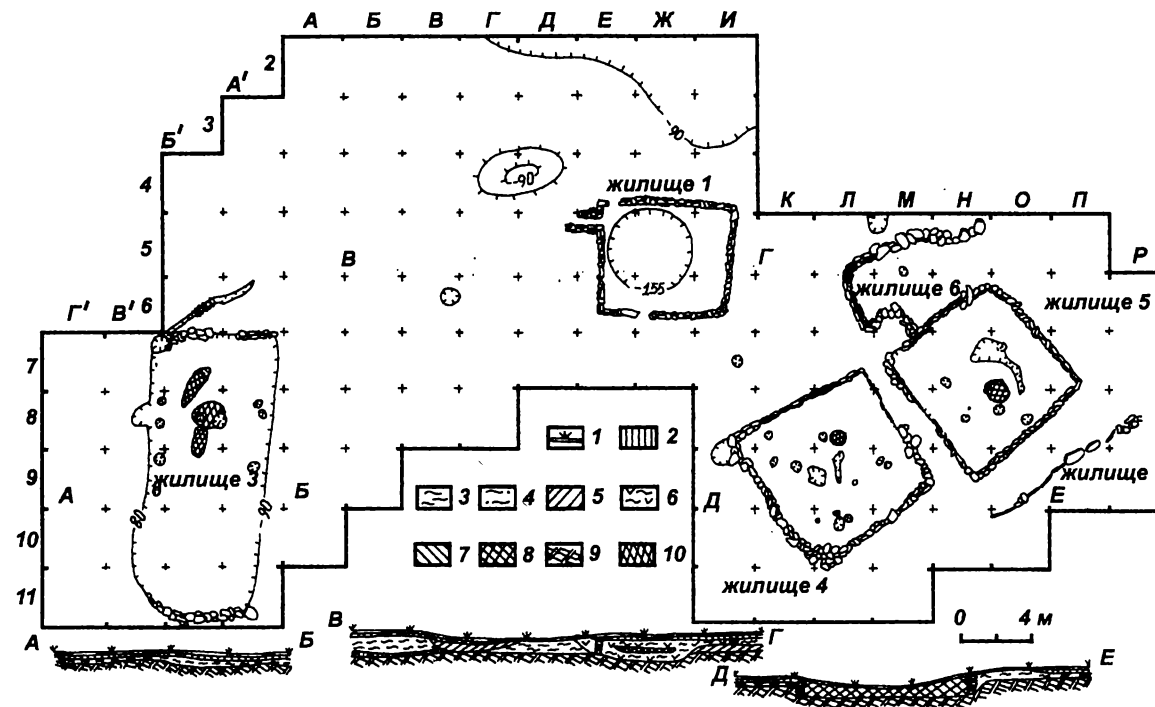 А Б В Г Д Е Ж И
2
А'
3
Б'
-90
4
-90
жилище 1
К Л М Н О П
5
В
Г
Р
6
-155
жилище 6
жилище 5
Г' В'
7
8
9
жилище 3
А
Б
-80
-90
10
11
1 2
3 4 5 6
7 8 9 10
Д
Е
жилище
жилище 4
0 4 м
А Б
В Г
Д Е